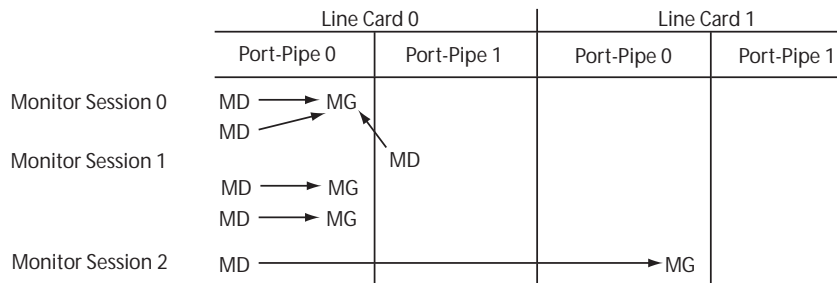 Line Card 0 Line Card 1
Port-Pipe 0 Port-Pipe 1 Port-Pipe 0 Port-Pipe 1
Monitor Session 0 MD MG
MD
Monitor Session 1 MD
MD MG
MD MG
Monitor Session 2 MD MG